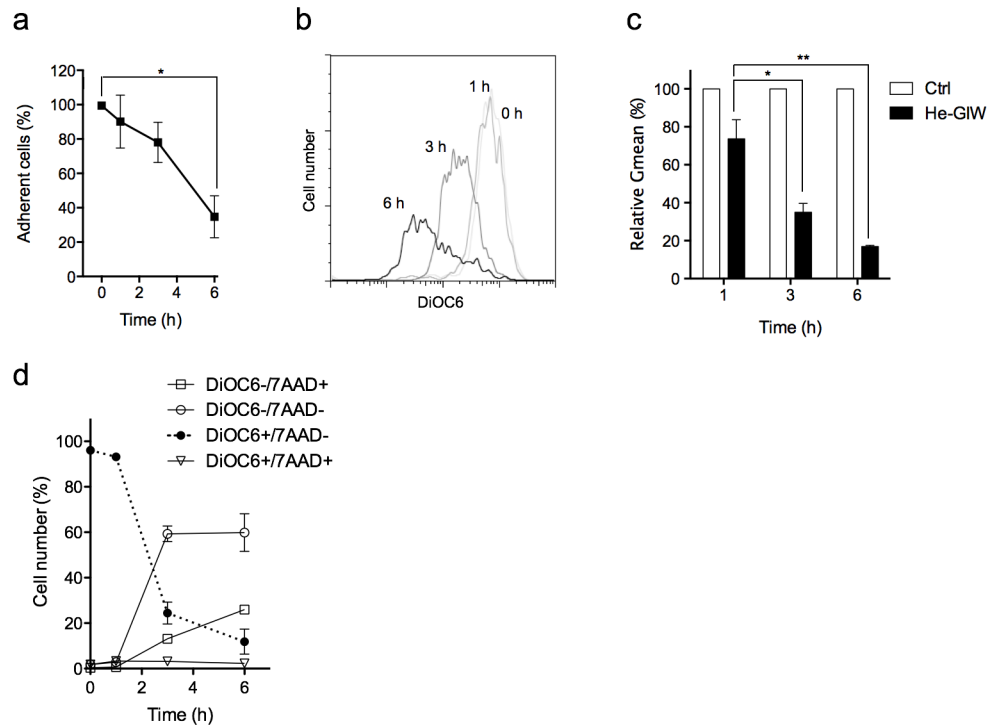 a
Adherent cells (%)
120
100
80
60
40
20
0
*
0 2 4 6
Time (h)
b
Cell number
1 h
0 h
3 h
6 h
DiOC6
c
Relative Gmean (%)
100
80
60
40
20
0
**
*
1 3 6
Time (h)
Ctrl
He-GIW
d
DiOC6-/7AAD+
DiOC6-/7AAD-
DiOC6+/7AAD-
DiOC6+/7AAD+
Cell number (%)
100
80
60
40
20
0
0 2 4 6
Time (h)